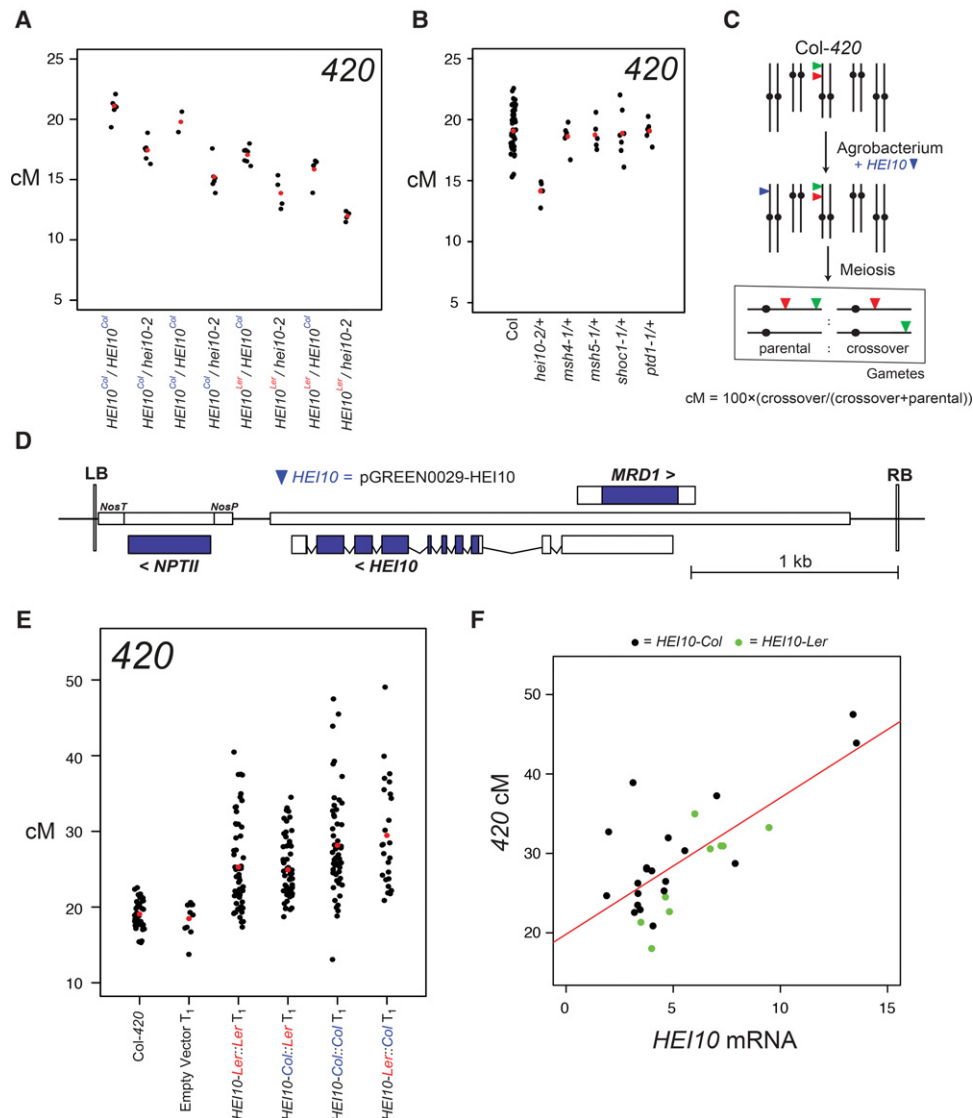 A
420
25
20
cM
15
10
5
HEI10Col / HEI10Col
HEI10Col / hei10-2
HEI10Col / HEI10Col
HEI10Col / hei10-2
HEI10Ler / HEI10Col
HEI10Ler / hei10-2
HEI10Ler / HEI10Col
HEI10Ler / hei10-2
B
420
25
20
cM
15
10
5
Col
hei10-2/+
msh4-1/+
msh5-1/+
shoc1-1/+
ptd1-1/+
C
Col-420
Agrobacterium
+ HEI10
Meiosis
parental : crossover
Gametes
cM = 100×(crossover/(crossover+parental))
D
LB
HEI10 = pGREEN0029-HEI10
MRD1 >
RB
NosT
NosP
< NPTII
< HEI10
1 kb
E
420
50
40
cM
30
20
10
Col-420
Empty Vector T1
HEI10-Ler::Ler T1
HEI10-Col::Ler T1
HEI10-Col::Col T1
HEI10-Ler::Col T1
F
= HEI10-Col = HEI10-Ler
50
40
420 cM
30
20
0 5 10 15
HEI10 mRNA